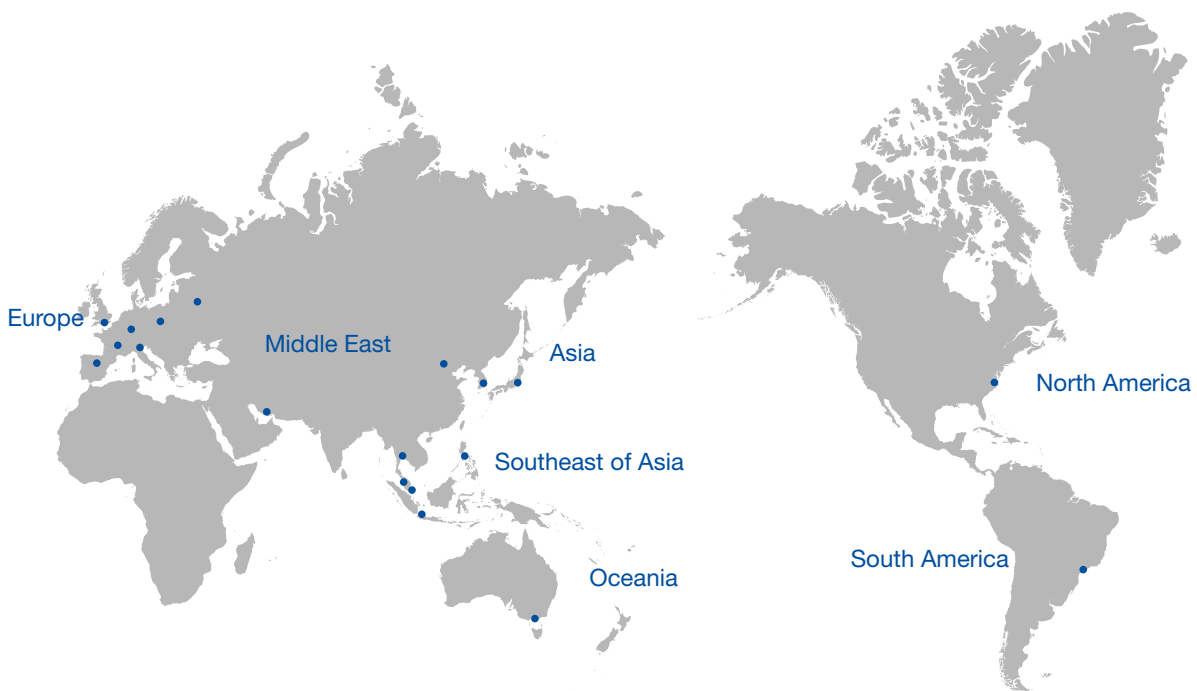 Europe
Middle East
Asia
North America
Southeast of Asia
South America
Oceania